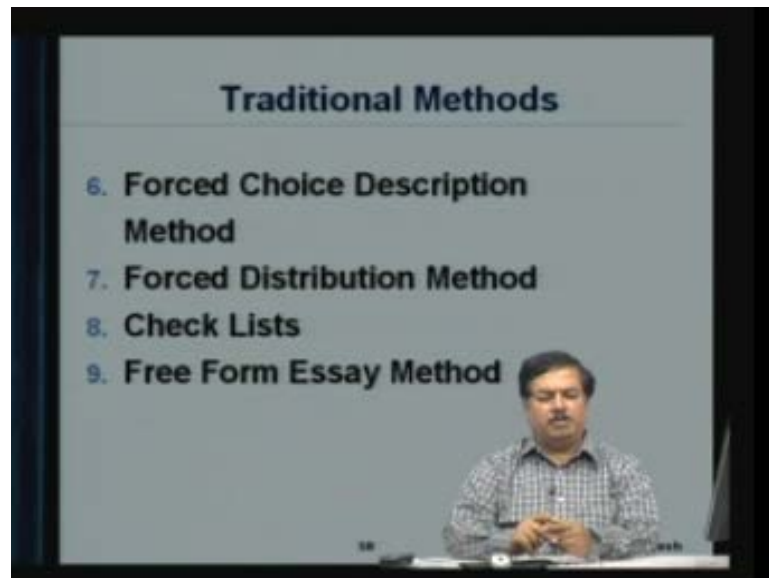 Traditional Methods
6. Forced Choice Description
Method
7. Forced Distribution Method
8. Check Lists
9. Free Form Essay Method